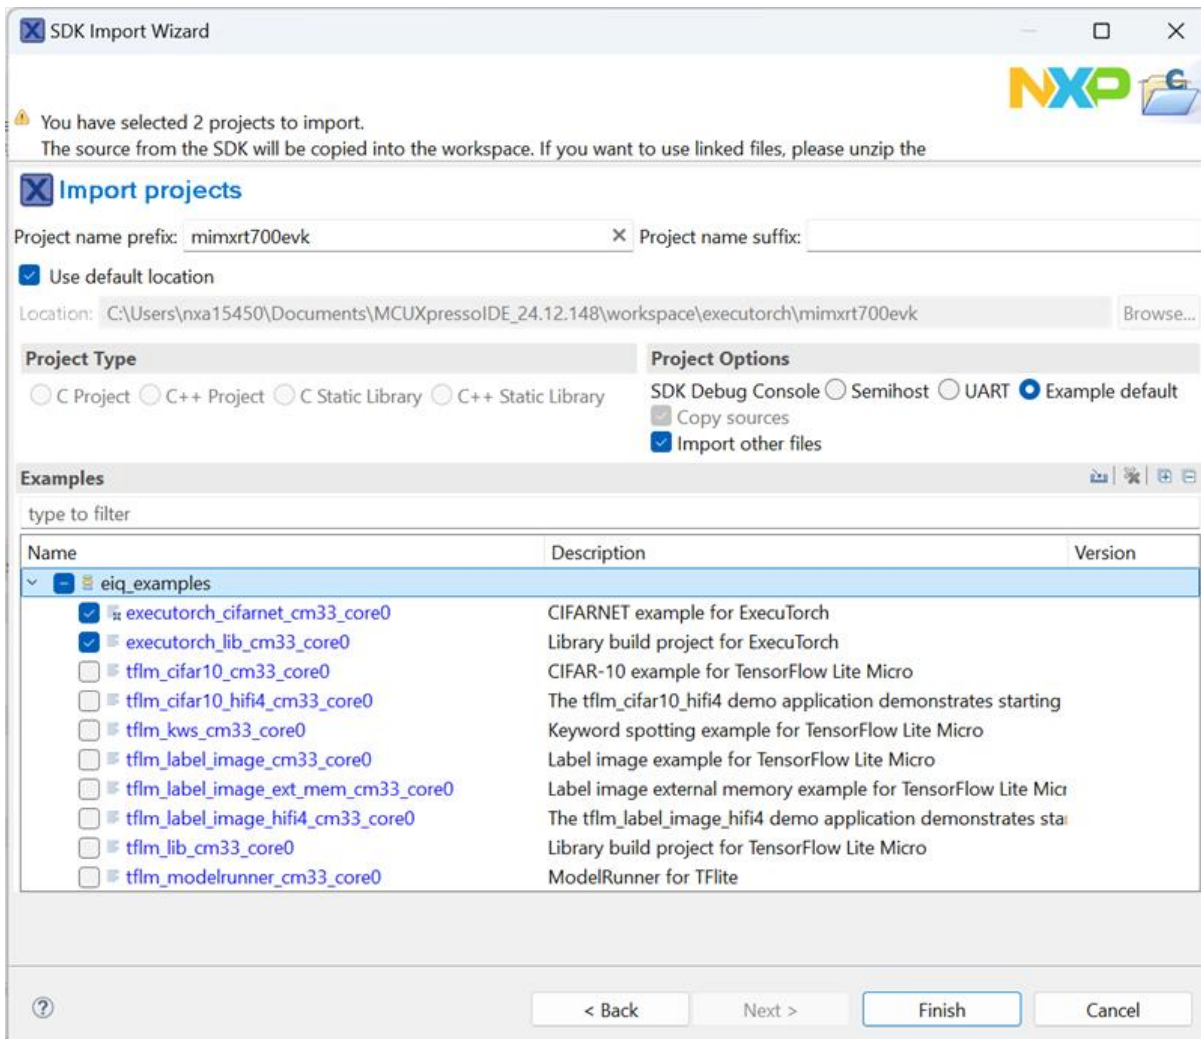 SDK Import Wizard
NXP
C
You have selected 2 projects to import.
The source from the SDK will be copied into the workspace. If you want to use linked files, please unzip the
Import projects
Project name prefix: mimxrt700evk Project name suffix:
Use default location
Location: C:\Users\nxa15450\Documents\MCUXpressoIDE_24.12.148\workspace\executorch\mimxrt700evk Browse...
Project Type Project Options
C Project C++ Project C Static Library C++ Static Library SDK Debug Console Semihost UART Example default
Copy sources
Import other files
Examples
type to filter
Name Description Version
eiq_examples
executorch_cifarnet_cm33_core0 CIFARNET example for ExecuTorch
executorch_lib_cm33_core0 Library build project for ExecuTorch
tflm_cifar10_cm33_core0 CIFAR-10 example for TensorFlow Lite Micro
tflm_cifar10_hifi4_cm33_core0 The tflm_cifar10_hifi4 demo application demonstrates starting
tflm_kws_cm33_core0 Keyword spotting example for TensorFlow Lite Micro
tflm_label_image_cm33_core0 Label image example for TensorFlow Lite Micro
tflm_label_image_ext_mem_cm33_core0 Label image external memory example for TensorFlow Lite Micr
tflm_label_image_hifi4_cm33_core0 The tflm_label_image_hifi4 demo application demonstrates star
tflm_lib_cm33_core0 Library build project for TensorFlow Lite Micro
tflm_modelrunner_cm33_core0 ModelRunner for TFlite
? < Back Next > Finish Cancel